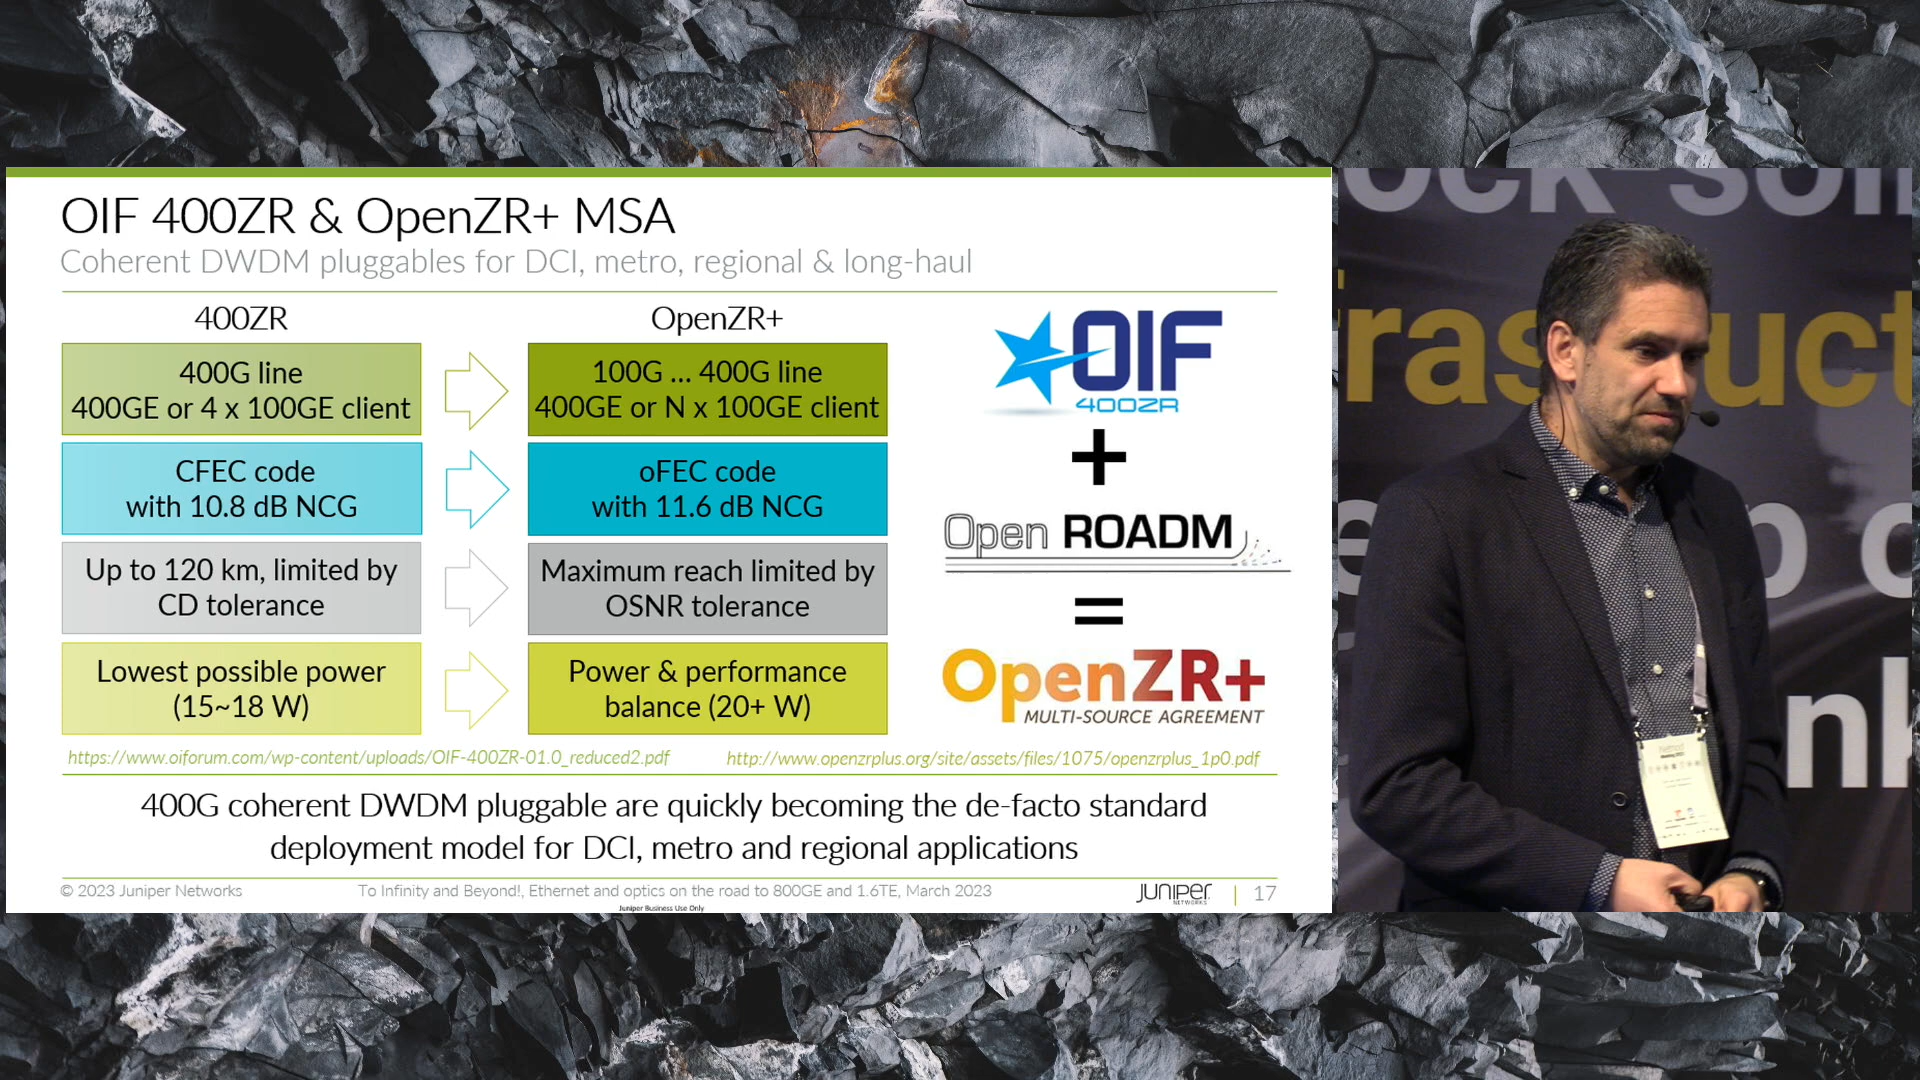 OIF 400ZR & OpenZR+ MSA
Coherent DWDM pluggables for DCI, metro, regional & long-haul
400ZR
OpenZR+
400G line
400GE or 4 x 100GE client
100G ... 400G line
400GE or N x 100GE client
CFEC code
with 10.8 dB NCG
oFEC code
with 11.6 dB NCG
Up to 120 km, limited by
CD tolerance
Maximum reach limited by
OSNR tolerance
Lowest possible power
(15~18 W)
Power & performance
balance (20+ W)
OIF
400ZR
+
Open ROADM
=
OpenZR+
MULTI-SOURCE AGREEMENT
https://www.oiforum.com/wp-content/uploads/OIF-400ZR-01.0_reduced2.pdf
http://www.openzrplus.org/site/assets/files/1075/openzrplus_1p0.pdf
400G coherent DWDM pluggable are quickly becoming the de-facto standard
deployment model for DCI, metro and regional applications
© 2023 Juniper Networks
To Infinity and Beyond!, Ethernet and optics on the road to 800GE and 1.6TE, March 2023
Juniper Business Use Only
JUNIPER
NETWORKS
17